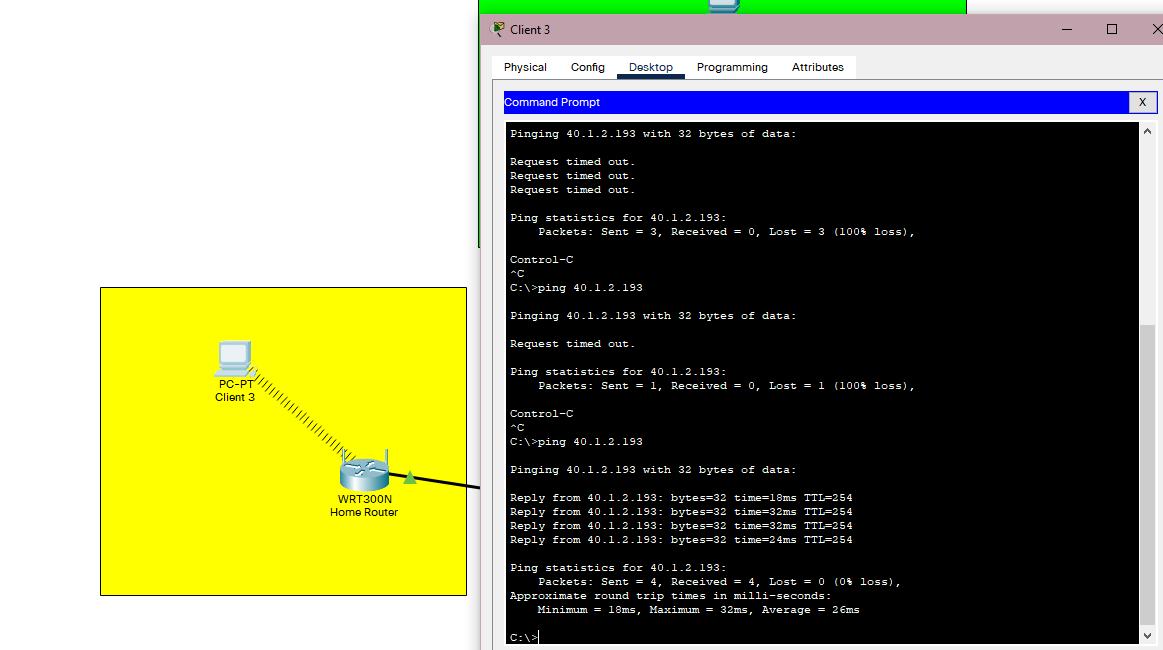 Client 3
Physical Config Desktop Programming Attributes
Command Prompt X
Pinging 40.1.2.193 with 32 bytes of data:
Request timed out.
Request timed out.
Request timed out.
Ping statistics for 40.1.2.193:
Packets: Sent = 3, Received = 0, Lost = 3 (100% loss),
Control-C
^C
C:\>ping 40.1.2.193
Pinging 40.1.2.193 with 32 bytes of data:
Request timed out.
Ping statistics for 40.1.2.193:
Packets: Sent = 1, Received = 0, Lost = 1 (100% loss),
Control-C
^C
C:\>ping 40.1.2.193
Pinging 40.1.2.193 with 32 bytes of data:
Reply from 40.1.2.193: bytes=32 time=18ms TTL=254
Reply from 40.1.2.193: bytes=32 time=32ms TTL=254
Reply from 40.1.2.193: bytes=32 time=32ms TTL=254
Reply from 40.1.2.193: bytes=32 time=24ms TTL=254
Ping statistics for 40.1.2.193:
Packets: Sent = 4, Received = 4, Lost = 0 (0% loss),
Approximate round trip times in milli-seconds:
Minimum = 18ms, Maximum = 32ms, Average = 26ms
C:\>
PC-PT
Client 3
WRT300N
Home Router